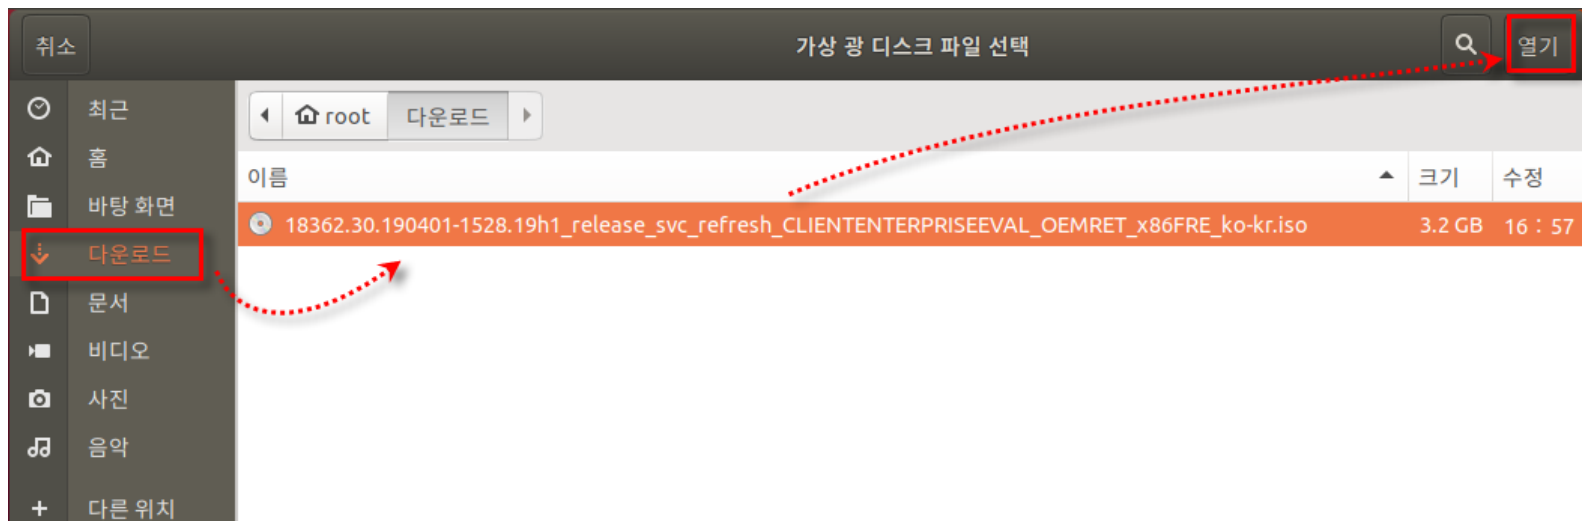 취소 가상 광 디스크 파일 선택 열기
최근
홈
바탕 화면
다운로드
문서
비디오
사진
음악
다른 위치
root 다운로드
이름 크기 수정
18362.30.190401-1528.19h1_release_svc_refresh_CLIENTENTERPRISEEVAL_OEMRET_x86FRE_ko-kr.iso 3.2 GB 16∶57